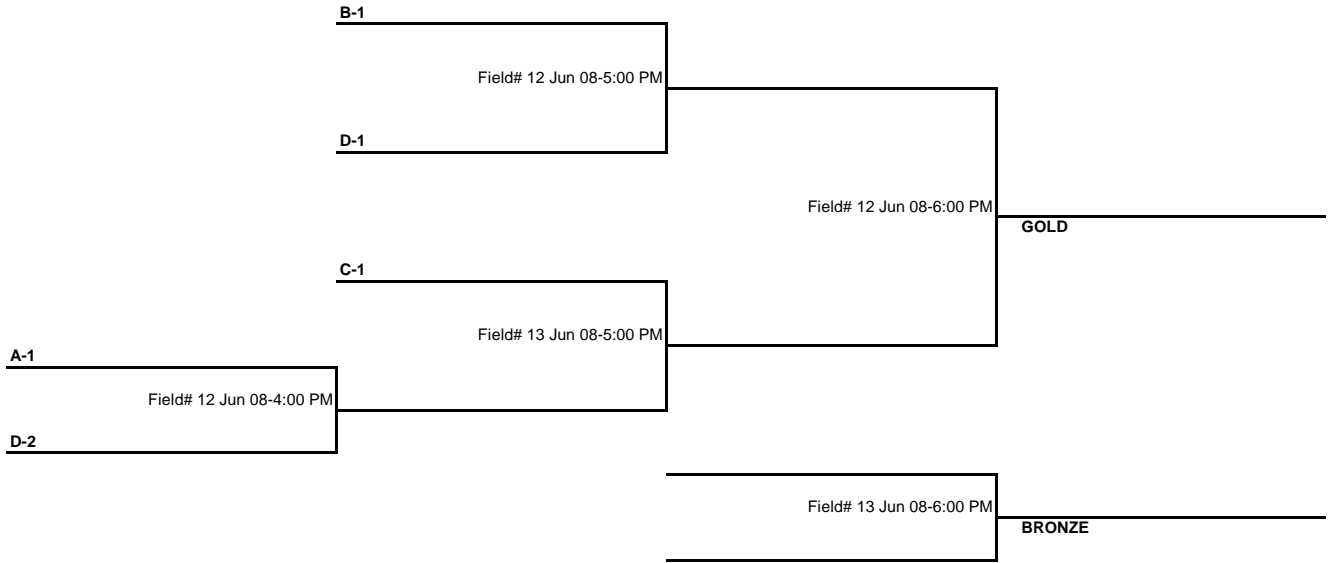 B-1
Field# 12 Jun 08-5:00 PM
D-1
Field# 12 Jun 08-6:00 PM
GOLD
C-1
Field# 13 Jun 08-5:00 PM
A-1
Field# 12 Jun 08-4:00 PM
D-2
Field# 13 Jun 08-6:00 PM
BRONZE